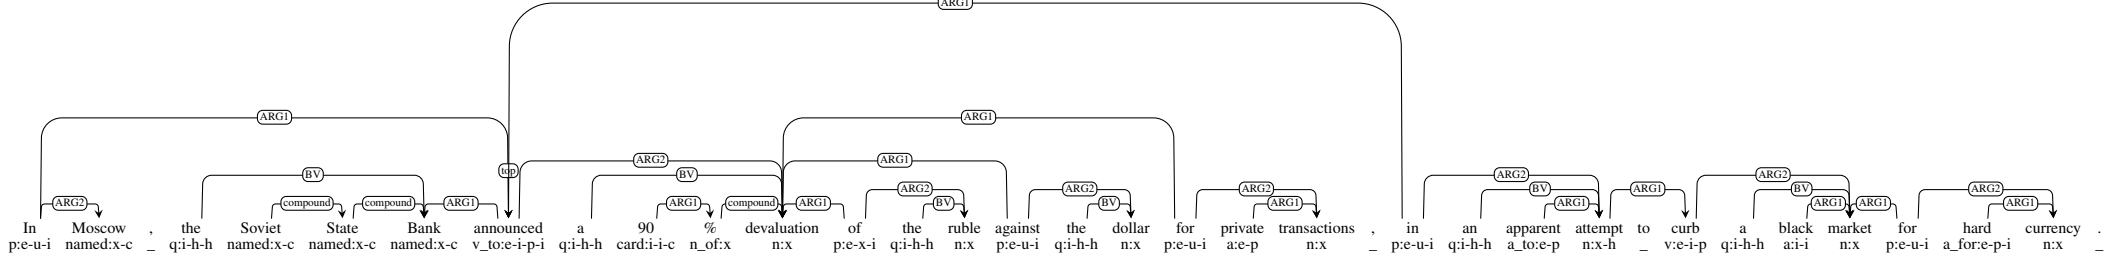 ARG1
ARG1 ARG1
top ARG2 ARG1
BV BV ARG2 ARG2
ARG2 ARG2 ARG2 BV BV ARG1 BV ARG2
ARG2 compound compound ARG1 ARG1 compound ARG1 BV BV ARG1 ARG1 ARG1 ARG1 ARG1
In Moscow , the Soviet State Bank announced a 90 % devaluation of the ruble against the dollar for private transactions , in an apparent attempt to curb a black market for hard currency .
p:e-u-i named:x-c _ q:i-h-h named:x-c named:x-c named:x-c v_to:e-i-p-i q:i-h-h card:i-i-c n_of:x n:x p:e-x-i q:i-h-h n:x p:e-u-i q:i-h-h n:x p:e-u-i a:e-p n:x _ p:e-u-i q:i-h-h a_to:e-p n:x-h _ v:e-i-p q:i-h-h a:i-i n:x p:e-u-i a_for:e-p-i n:x _